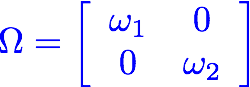 Ω = [ ω₁ 0
0 ω₂ ]